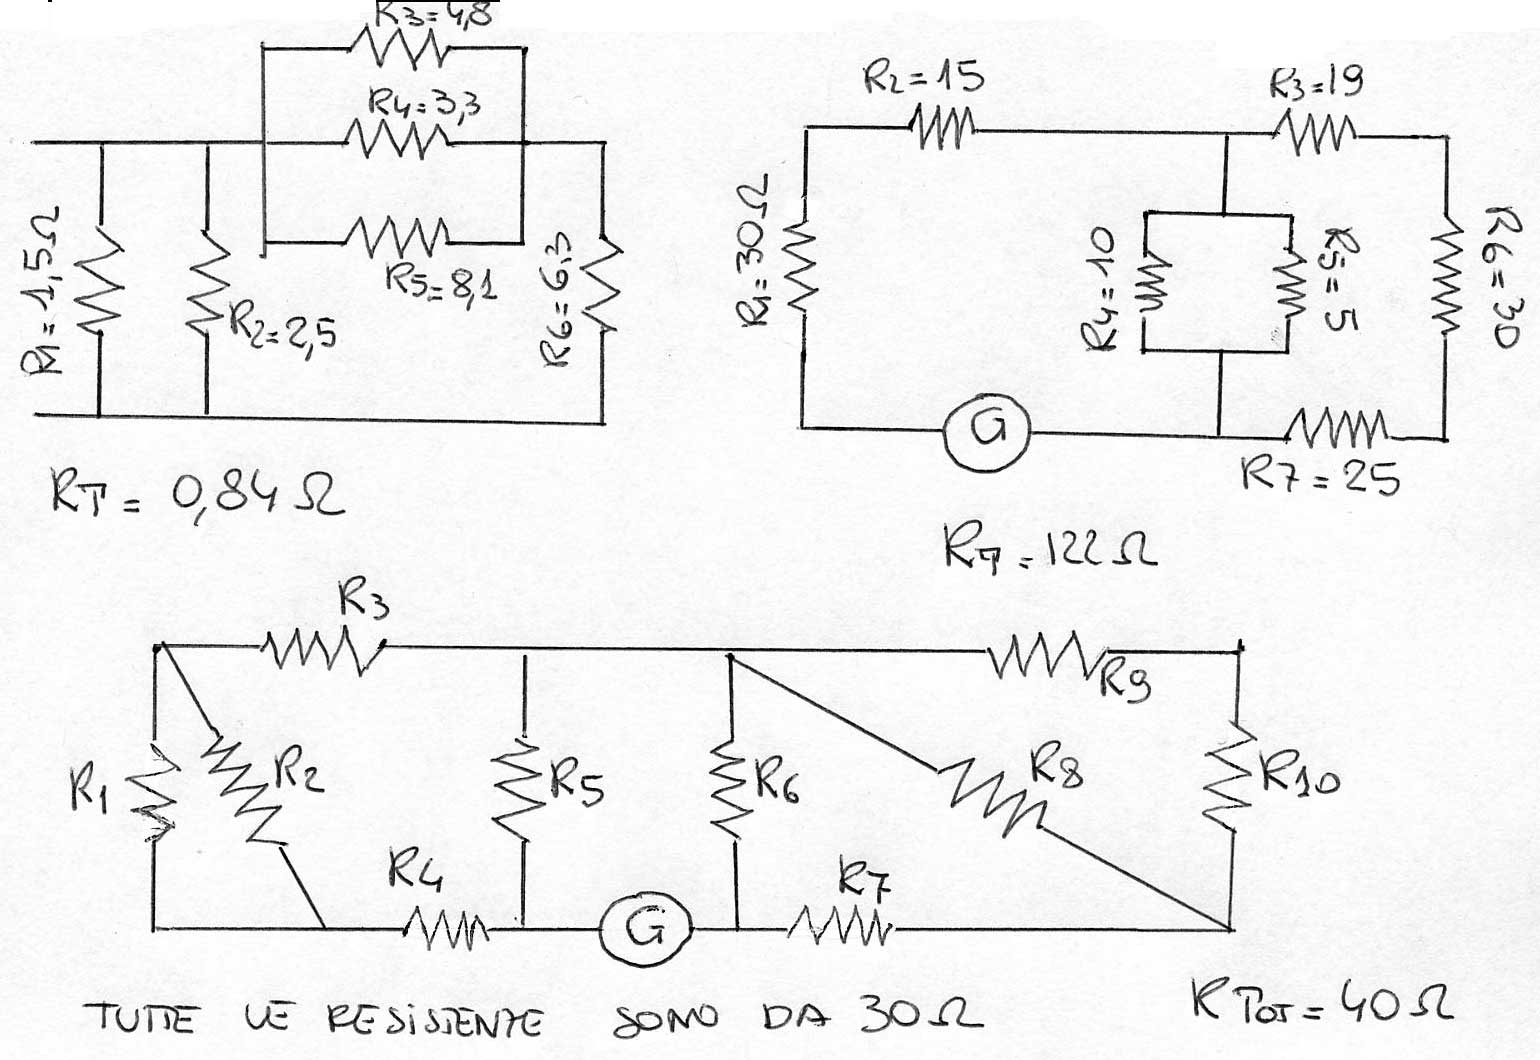 R3=4,8
R4=3,3
R1=1,5Ω
R2=2,5
R5=8,1
R6=6,3
RT= 0,84Ω
R2=15
R3=19
R1=30Ω
R4=10
R5=5
R6=30
G
R7=25
RT=122Ω
R3
R9
R1
R2
R5
R6
R8
R10
R4
G
R7
TUTTE LE RESISTENZE SONO DA 30Ω
RTOT=40Ω